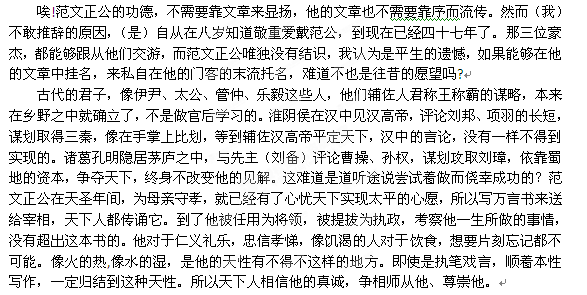 唉!范文正公的功德，不需要靠文章来显扬，他的文章也不需要靠序而流传。然而（我）
不敢推辞的原因，（是）自从在八岁知道敬重爱戴范公，到现在已经四十七年了。那三位豪
杰，都能够跟从他们交游，而范文正公唯独没有结识，我认为是平生的遗憾，如果能够在他
的文章中挂名，来私自在他的门客的末流托名，难道不也是往昔的愿望吗?
古代的君子，像伊尹、太公、管仲、乐毅这些人，他们辅佐人君称王称霸的谋略，本来
在乡野之中就确立了，不是做官后学习的。淮阴侯在汉中见汉高帝，评论刘邦、项羽的长短，
谋划取得三秦，像在手掌上比划，等到辅佐汉高帝平定天下，汉中的言论，没有一样不得到
实现的。诸葛孔明隐居茅庐之中，与先主（刘备）评论曹操、孙权，谋划攻取刘璋，依靠蜀
地的资本，争夺天下，终身不改变他的见解。这难道是道听途说尝试着做而侥幸成功的？范
文正公在天圣年间，为母亲守孝，就已经有了心忧天下实现太平的心愿，所以写万言书来送
给宰相，天下人都传诵它。到了他被任用为将领，被提拔为执政，考察他一生所做的事情，
没有超出这本书的。他对于仁义礼乐，忠信孝悌，像饥渴的人对于饮食，想要片刻忘记都不
可能。像火的热,像水的湿，是他的天性有不得不这样的地方。即使是执笔戏言，顺着本性
写作，一定归结到这种天性。所以天下人相信他的真诚，争相师从他、尊崇他。